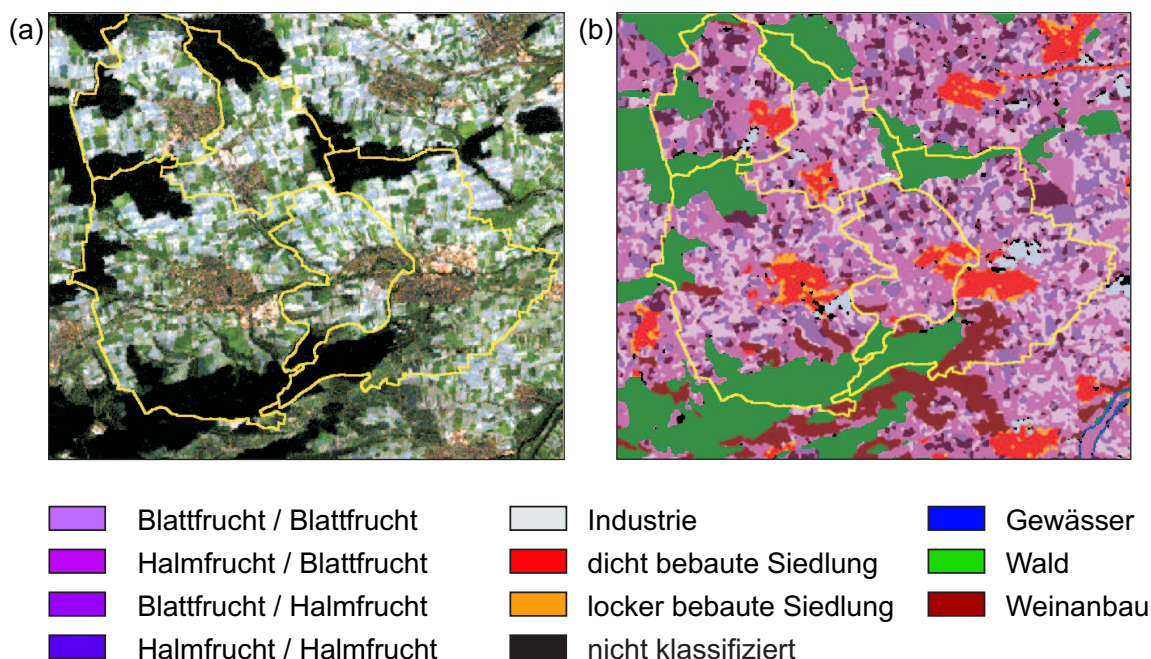 (a)
(b)
Blattfrucht / Blattfrucht
Halmfrucht / Blattfrucht
Blattfrucht / Halmfrucht
Halmfrucht / Halmfrucht
Industrie
dicht bebaute Siedlung
locker bebaute Siedlung
nicht klassifiziert
Gewässer
Wald
Weinanbau